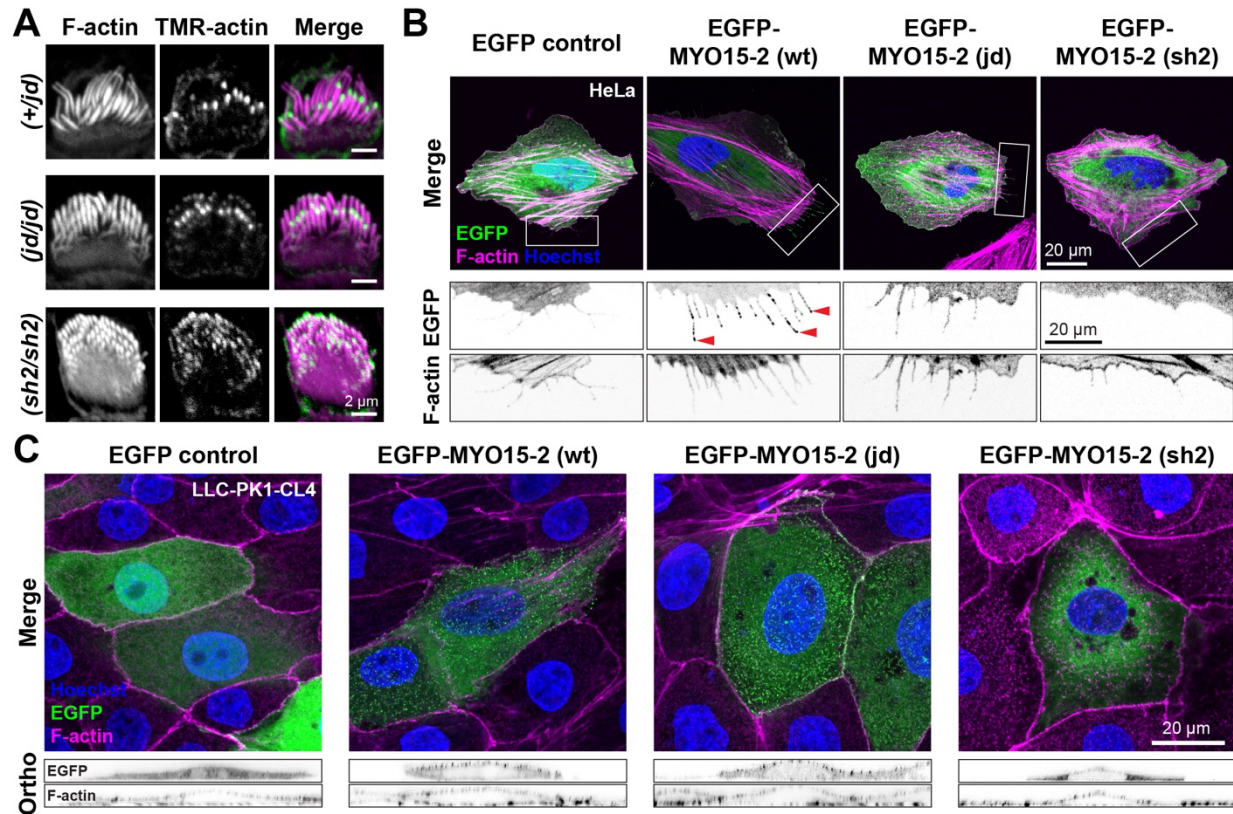 A
F-actin TMR-actin Merge
(+/jd)
(jd/jd)
(sh2/sh2)
2 µm
B
EGFP control
EGFP-
MYO15-2 (wt)
EGFP-
MYO15-2 (jd)
EGFP-
MYO15-2 (sh2)
HeLa
Merge
EGFP
F-actin Hoechst
20 µm
EGFP
20 µm
F-actin
C
EGFP control
EGFP-MYO15-2 (wt)
EGFP-MYO15-2 (jd)
EGFP-MYO15-2 (sh2)
LLC-PK1-CL4
Merge
Hoechst
EGFP
F-actin
20 µm
Ortho
EGFP
F-actin